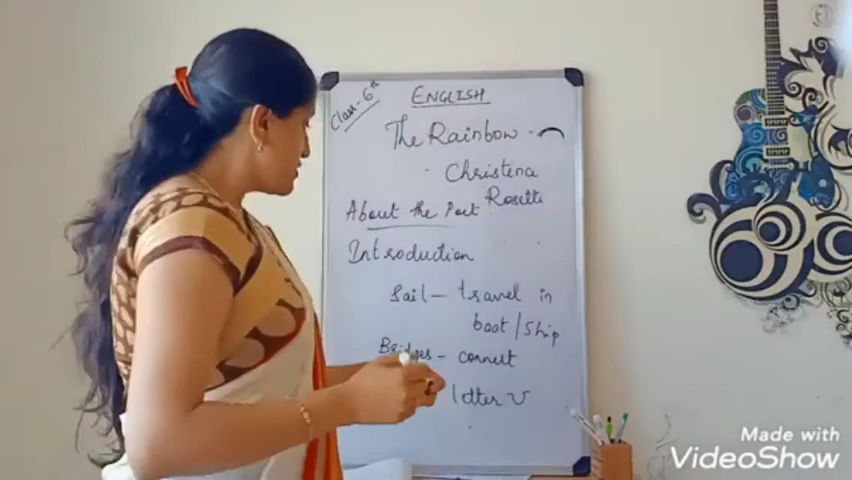 Class-6th
ENGLISH
The Rainbow -
- Christena
Rosetti
About the Poet
Introduction
Sail - travel in
boat/ship
Bridges - connect
letter U
Made with
VideoShow